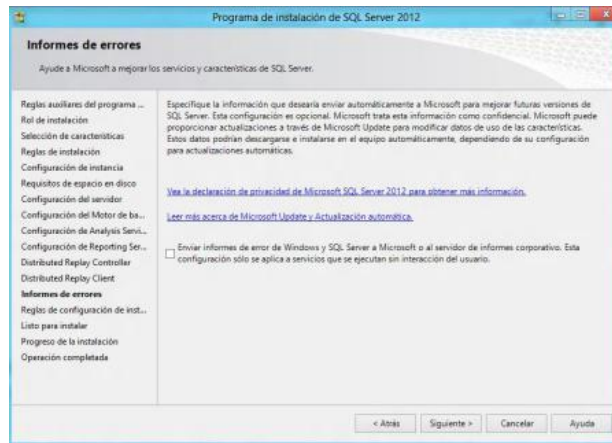 Programa de instalación de SQL Server 2012
Informes de errores
Ayude a Microsoft a mejorar los servicios y características de SQL Server.
Reglas auxiliares del programa ...
Rol de instalación
Selección de características
Reglas de instalación
Configuración de instancia
Requisitos de espacio en disco
Configuración del servidor
Configuración del Motor de ba...
Configuración de Analysis Servi...
Configuración de Reporting Ser...
Distributed Replay Controller
Distributed Replay Client
Informes de errores
Reglas de configuración de inst...
Listo para instalar
Progreso de la instalación
Operación completada
Especifique la información que desearía enviar automáticamente a Microsoft para mejorar futuras versiones de
SQL Server. Esta configuración es opcional. Microsoft trata esta información como confidencial. Microsoft puede
proporcionar actualizaciones a través de Microsoft Update para modificar datos de uso de las características.
Estos datos podrían descargarse e instalarse en el equipo automáticamente, dependiendo de su configuración
para actualizaciones automáticas.
Vea la declaración de privacidad de Microsoft SQL Server 2012 para obtener más información.
Leer más acerca de Microsoft Update y Actualización automática.
Enviar informes de error de Windows y SQL Server a Microsoft o al servidor de informes corporativo. Esta
configuración sólo se aplica a servicios que se ejecutan sin interacción del usuario.
< Atrás
Siguiente >
Cancelar
Ayuda